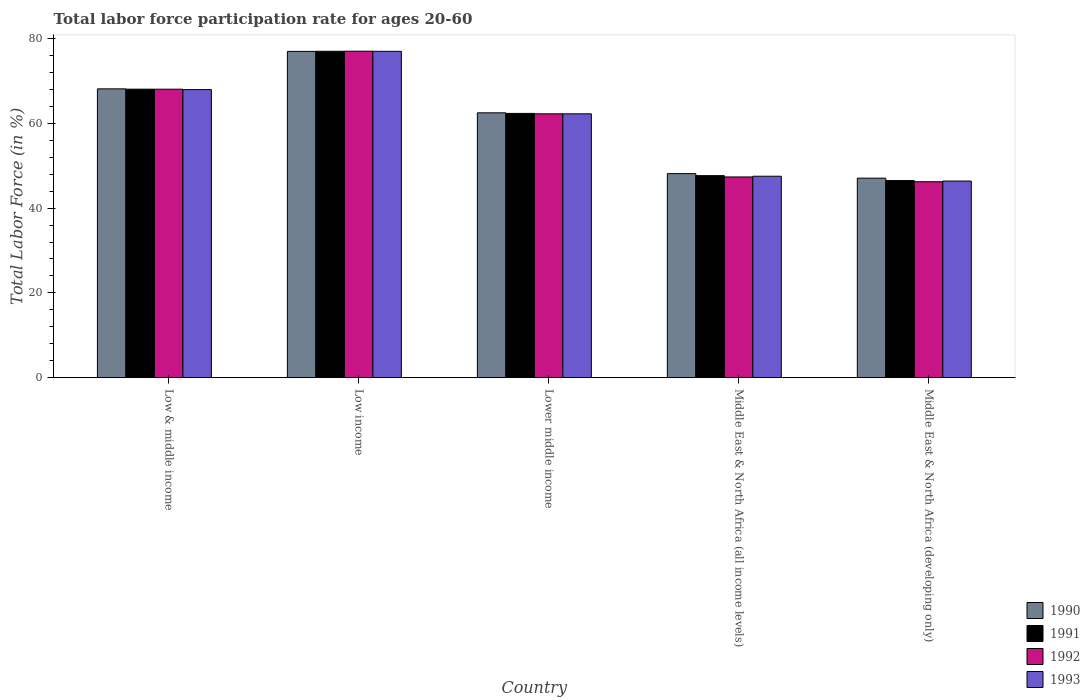 Total labor force participation rate for ages 20-60
Total Labor Force (in %)
80
60
40
20
0
Low & middle income
Low income
Lower middle income
Middle East & North Africa (all income levels)
Middle East & North Africa (developing only)
Country
1990
1991
1992
1993